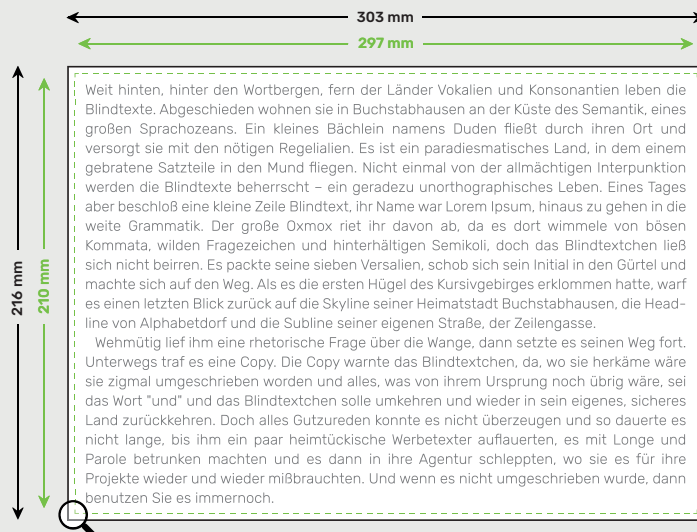 303 mm
297 mm
216 mm
210 mm
Weit hinten, hinter den Wortbergen, fern der Länder Vokalien und Konsonantien leben die
Blindtexte. Abgeschieden wohnen sie in Buchstabhausen an der Küste des Semantik, eines
großen Sprachozeans. Ein kleines Bächlein namens Duden fließt durch ihren Ort und
versorgt sie mit den nötigen Regelialien. Es ist ein paradiesmatisches Land, in dem einem
gebratene Satzteile in den Mund fliegen. Nicht einmal von der allmächtigen Interpunktion
werden die Blindtexte beherrscht – ein geradezu unorthographisches Leben. Eines Tages
aber beschloß eine kleine Zeile Blindtext, ihr Name war Lorem Ipsum, hinaus zu gehen in die
weite Grammatik. Der große Oxmox riet ihr davon ab, da es dort wimmele von bösen
Kommata, wilden Fragezeichen und hinterhältigen Semikoli, doch das Blindtextchen ließ
sich nicht beirren. Es packte seine sieben Versalien, schob sich sein Initial in den Gürtel und
machte sich auf den Weg. Als es die ersten Hügel des Kursivgebirges erklommen hatte, warf
es einen letzten Blick zurück auf die Skyline seiner Heimatstadt Buchstabhausen, die Head-
line von Alphabetdorf und die Subline seiner eigenen Straße, der Zeilengasse.
Wehmütig lief ihm eine rhetorische Frage über die Wange, dann setzte es seinen Weg fort.
Unterwegs traf es eine Copy. Die Copy warnte das Blindtextchen, da, wo sie herkäme wäre
sie zigmal umgeschrieben worden und alles, was von ihrem Ursprung noch übrig wäre, sei
das Wort "und" und das Blindtextchen solle umkehren und wieder in sein eigenes, sicheres
Land zurückkehren. Doch alles Gutzureden konnte es nicht überzeugen und so dauerte es
nicht lange, bis ihm ein paar heimtückische Werbetexter auflauerten, es mit Longe und
Parole betrunken machten und es dann in ihre Agentur schleppten, wo sie es für ihre
Projekte wieder und wieder mißbrauchten. Und wenn es nicht umgeschrieben wurde, dann
benutzen Sie es immernoch.